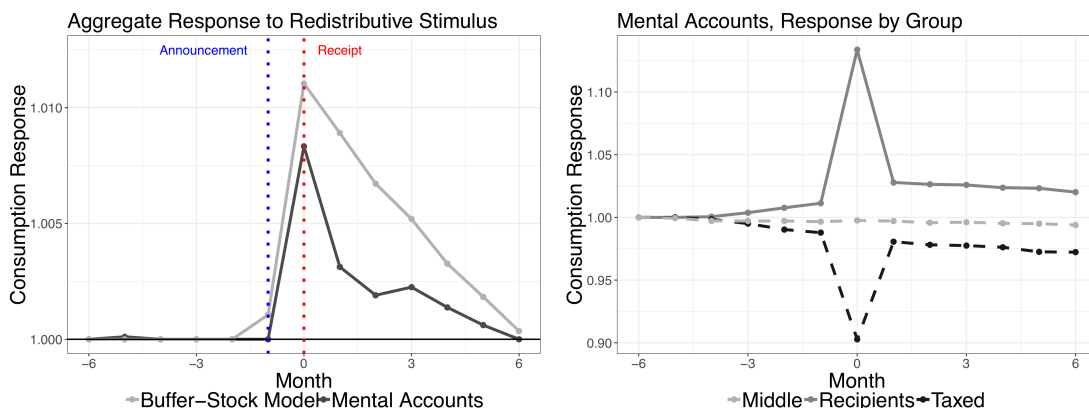 Aggregate Response to Redistributive Stimulus
Announcement
Receipt
Consumption Response
1.010
1.005
1.000
−6
−3
0
3
6
Month
Buffer−Stock Model
Mental Accounts
Mental Accounts, Response by Group
Consumption Response
1.10
1.05
1.00
0.95
0.90
−6
−3
0
3
6
Month
Middle
Recipients
Taxed